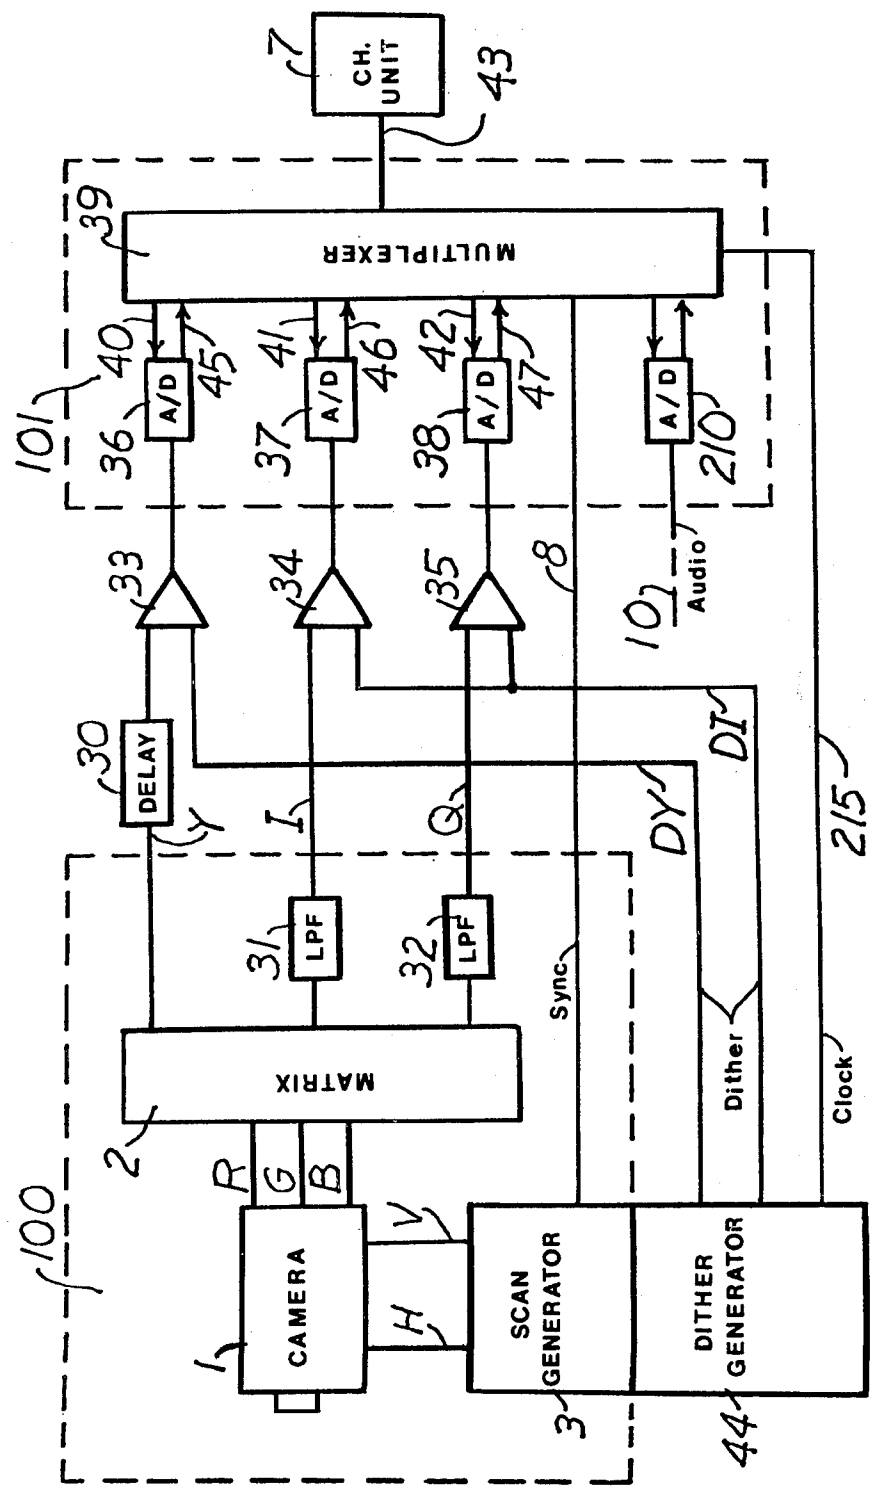 100
2
MATRIX
R
G
B
1
CAMERA
H
V
SCAN
GENERATOR
3
DITHER
GENERATOR
44
31
LPF
32
LPF
Y
30
DELAY
I
Q
Sync
8
Dither
DY
DI
Clock
215
33
34
35
10
Audio
101
36
A/D
40
45
37
A/D
41
46
38
A/D
42
47
A/D
210
39
MULTIPLEXER
43
7
CH.
UNIT